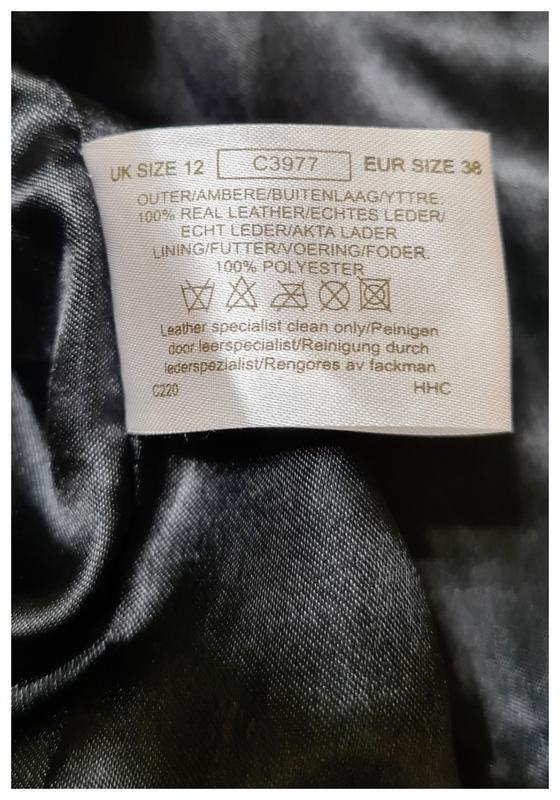 UK SIZE 12 C3977 EUR SIZE 38
OUTER/AMBERE/BUITENLAAG/YTTRE.
100% REAL LEATHER/ECHTES LEDER/
ECHT LEDER/AKTA LADER
LINING/FUTTER/VOERING/FODER.
100% POLYESTER
Leather specialist clean only/Peinigen
door leerspecialist/Reinigung durch
lederspezialist/Rengores av fackman
C220 HHC